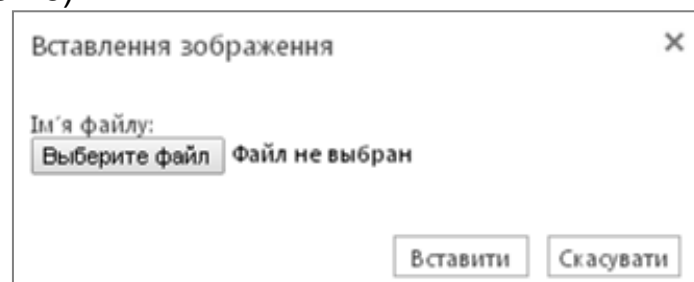 Вставлення зображення ×
Ім´я файлу:
Выберите файл Файл не выбран
Вставити Скасувати